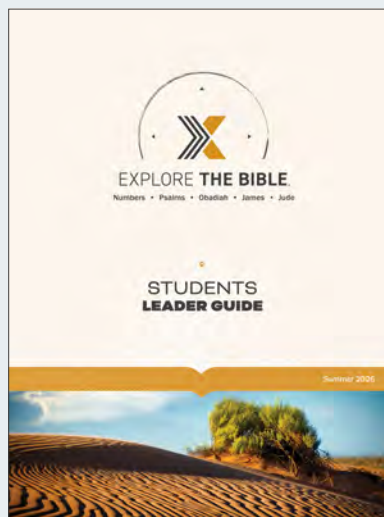 EXPLORE THE BIBLE.
Numbers • Psalms • Obadiah • James • Jude
STUDENTS
LEADER GUIDE
Summer 2026